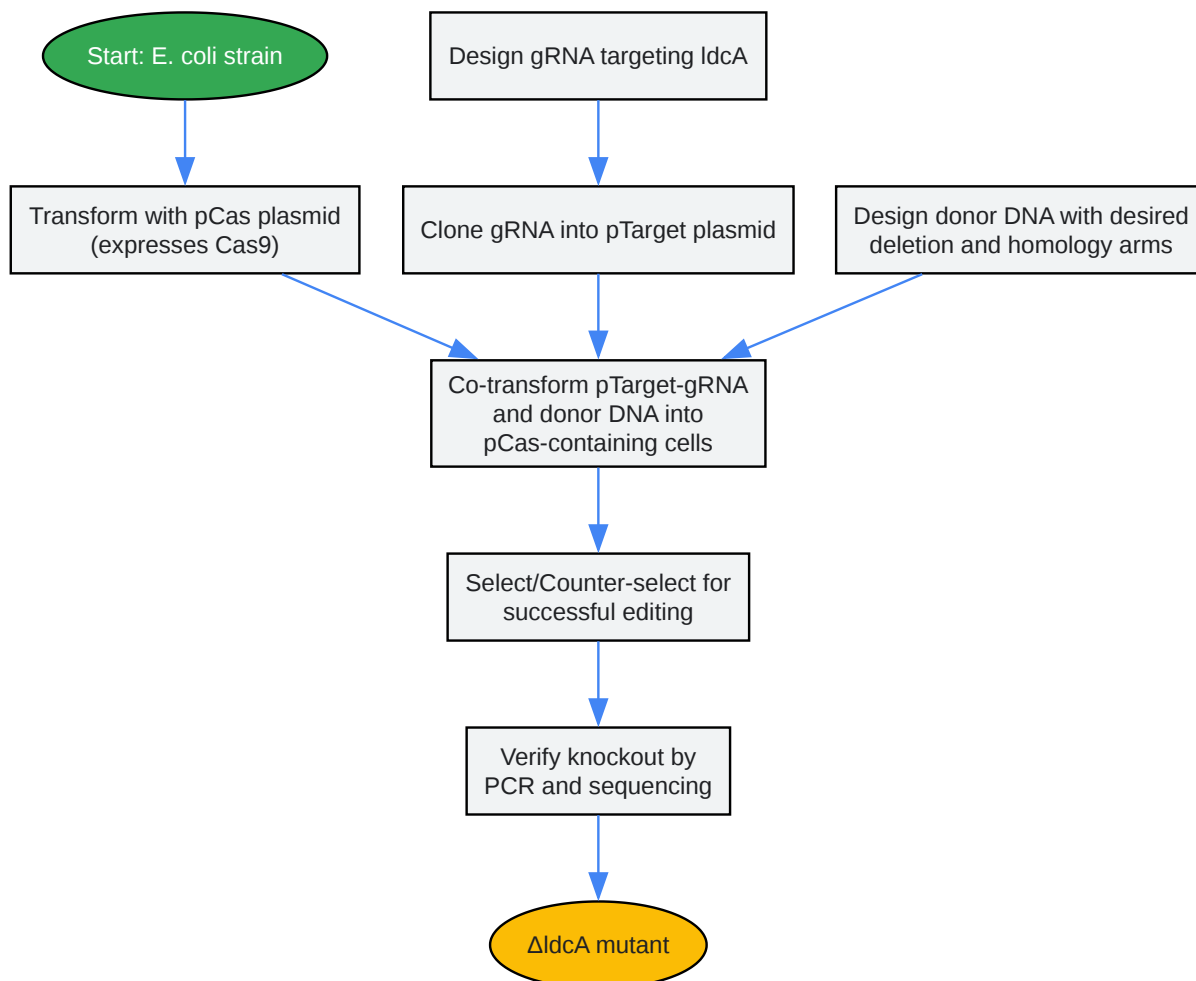 Start: E. coli strain
Design gRNA targeting ldcA
Transform with pCas plasmid
(expresses Cas9)
Clone gRNA into pTarget plasmid
Design donor DNA with desired
deletion and homology arms
Co-transform pTarget-gRNA
and donor DNA into
pCas-containing cells
Select/Counter-select for
successful editing
Verify knockout by
PCR and sequencing
ΔldcA mutant